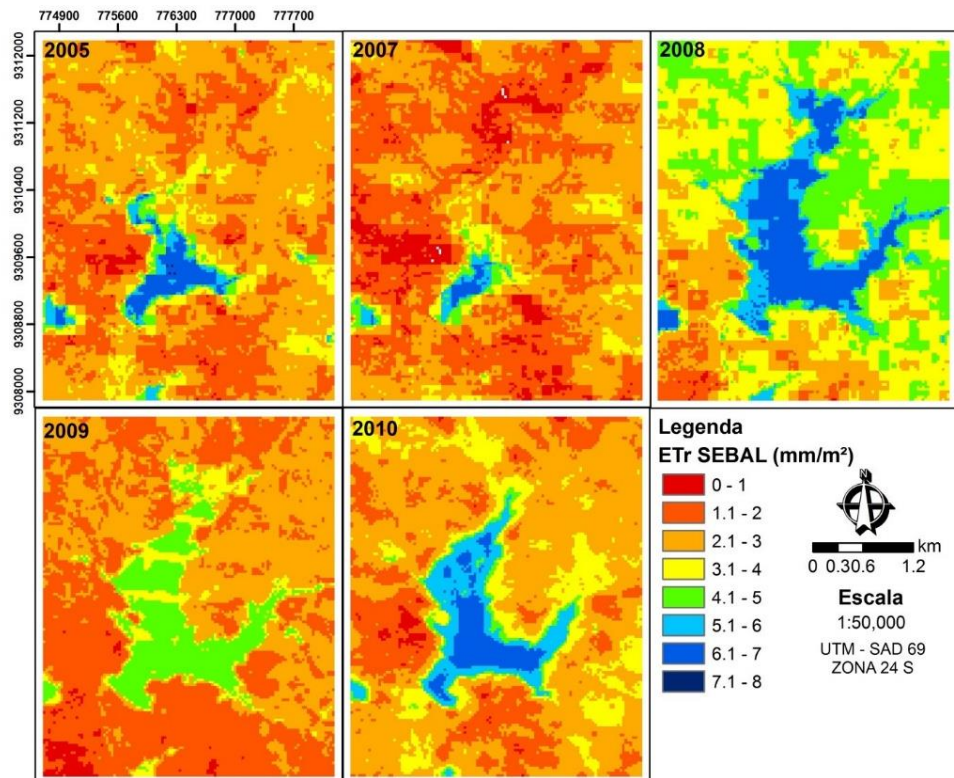 774900 775600 776300 777000 777700
9312000
9311200
9310400
9309600
9308800
9308000
2005
2007
2008
2009
2010
Legenda
ETr SEBAL (mm/m²)
0 - 1
1.1 - 2
2.1 - 3
3.1 - 4
4.1 - 5
5.1 - 6
6.1 - 7
7.1 - 8
N
km
0 0.300.6 1.2
Escala
1:50,000
UTM - SAD 69
ZONA 24 S